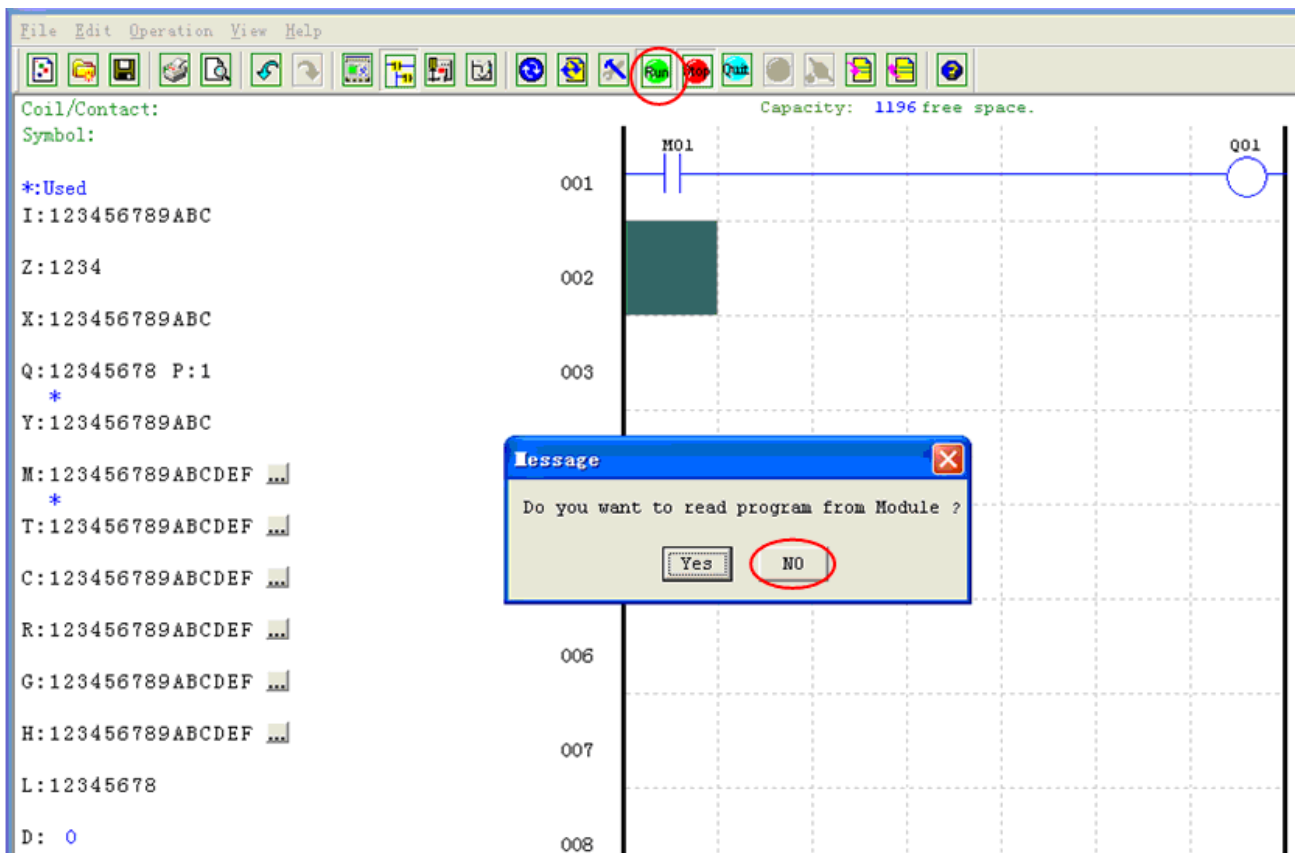 File Edit Operation View Help
Run Stop Quit
Coil/Contact:
Capacity: 1196 free space.
Symbol:
M01
Q01
*:Used
001
I:123456789ABC
Z:1234
002
X:123456789ABC
Q:12345678 P:1
003
*
Y:123456789ABC
Message
M:123456789ABCDEF ...
*
Do you want to read program from Module ?
T:123456789ABCDEF ...
Yes NO
C:123456789ABCDEF ...
R:123456789ABCDEF ...
006
G:123456789ABCDEF ...
H:123456789ABCDEF ...
007
L:12345678
D: 0
008